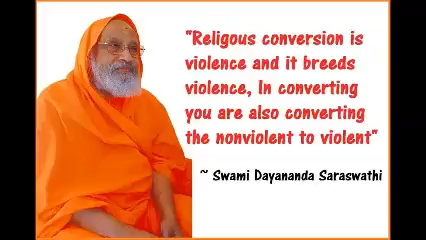 "Religous conversion is
violence and it breeds
violence, In converting
you are also converting
the nonviolent to violent"
~ Swami Dayananda Saraswathi